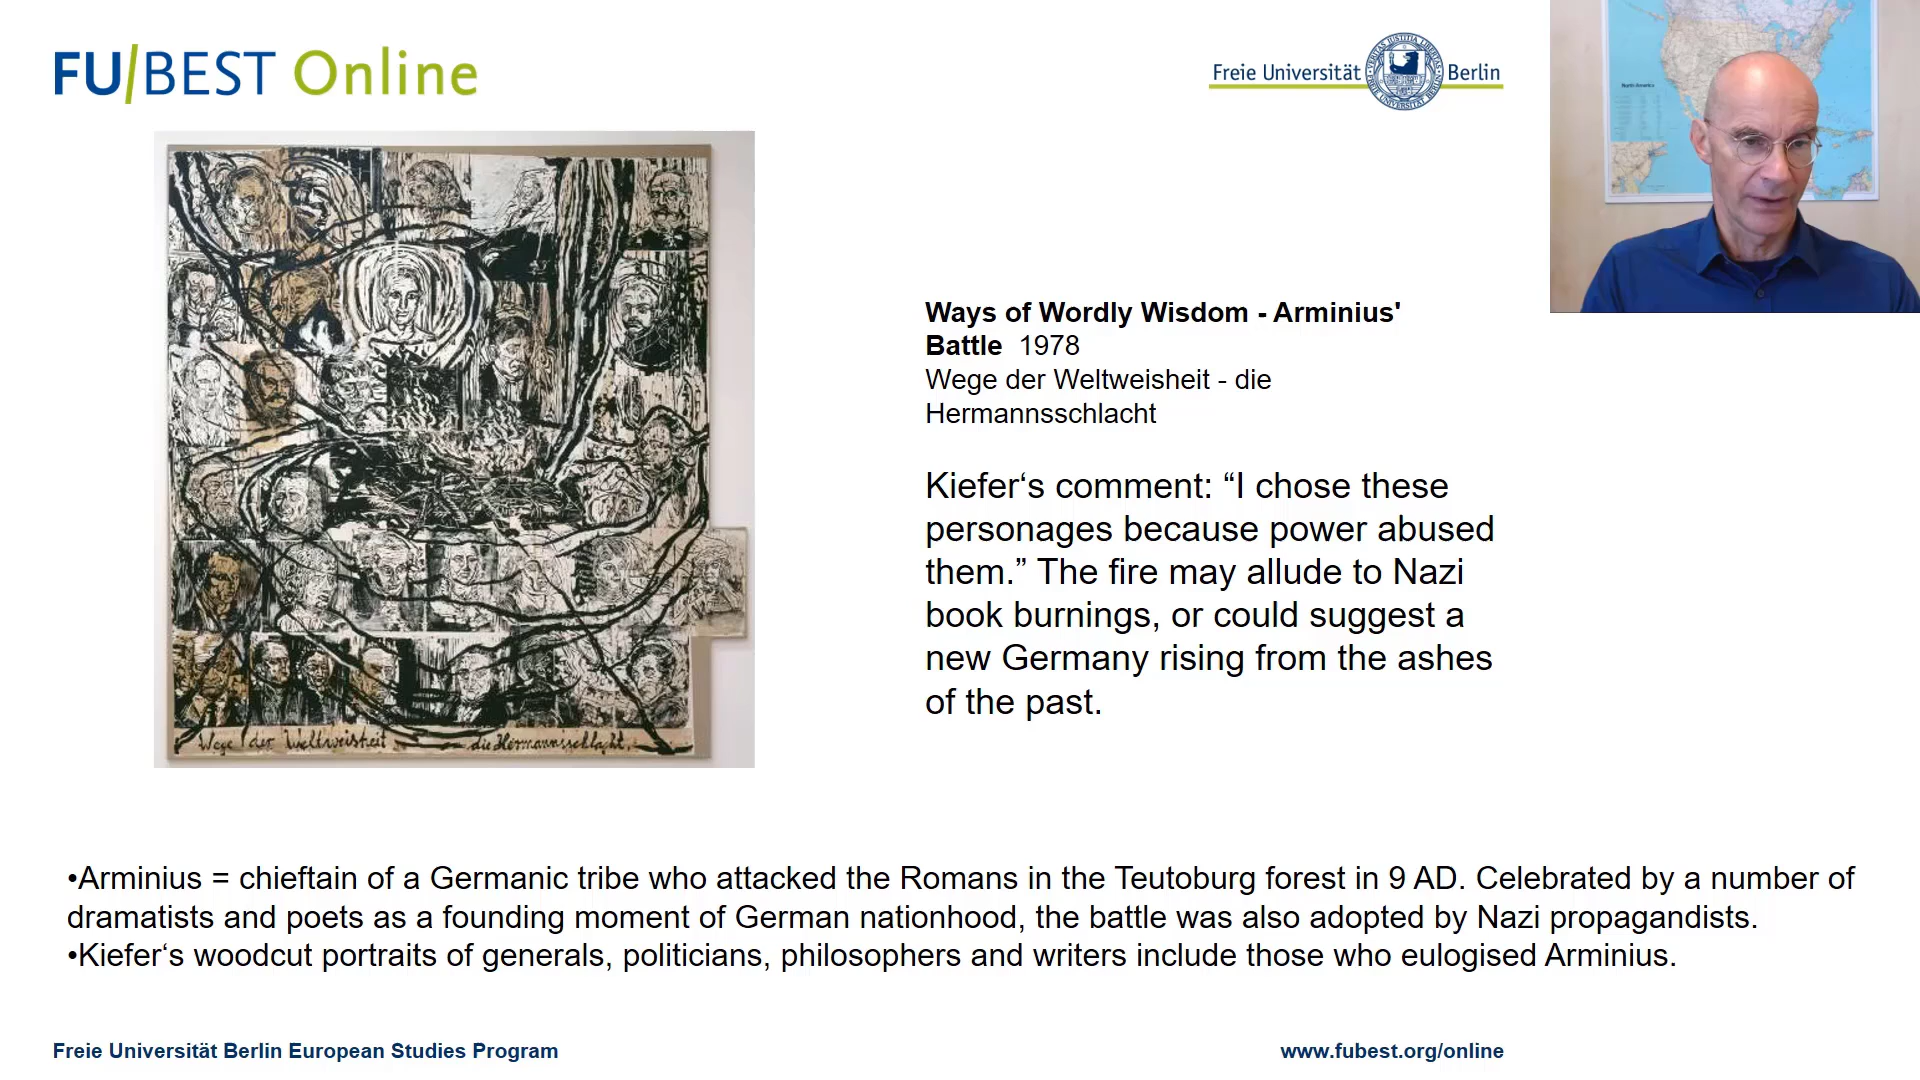 FU/BEST Online
Freie Universität Berlin
North America
Ways of Wordly Wisdom - Arminius'
Battle 1978
Wege der Weltweisheit - die
Hermannsschlacht
Kiefer‘s comment: “I chose these
personages because power abused
them.” The fire may allude to Nazi
book burnings, or could suggest a
new Germany rising from the ashes
of the past.
Wege der Weltweisheit – die Hermannsschlacht.
•Arminius = chieftain of a Germanic tribe who attacked the Romans in the Teutoburg forest in 9 AD. Celebrated by a number of
dramatists and poets as a founding moment of German nationhood, the battle was also adopted by Nazi propagandists.
•Kiefer‘s woodcut portraits of generals, politicians, philosophers and writers include those who eulogised Arminius.
Freie Universität Berlin European Studies Program
www.fubest.org/online